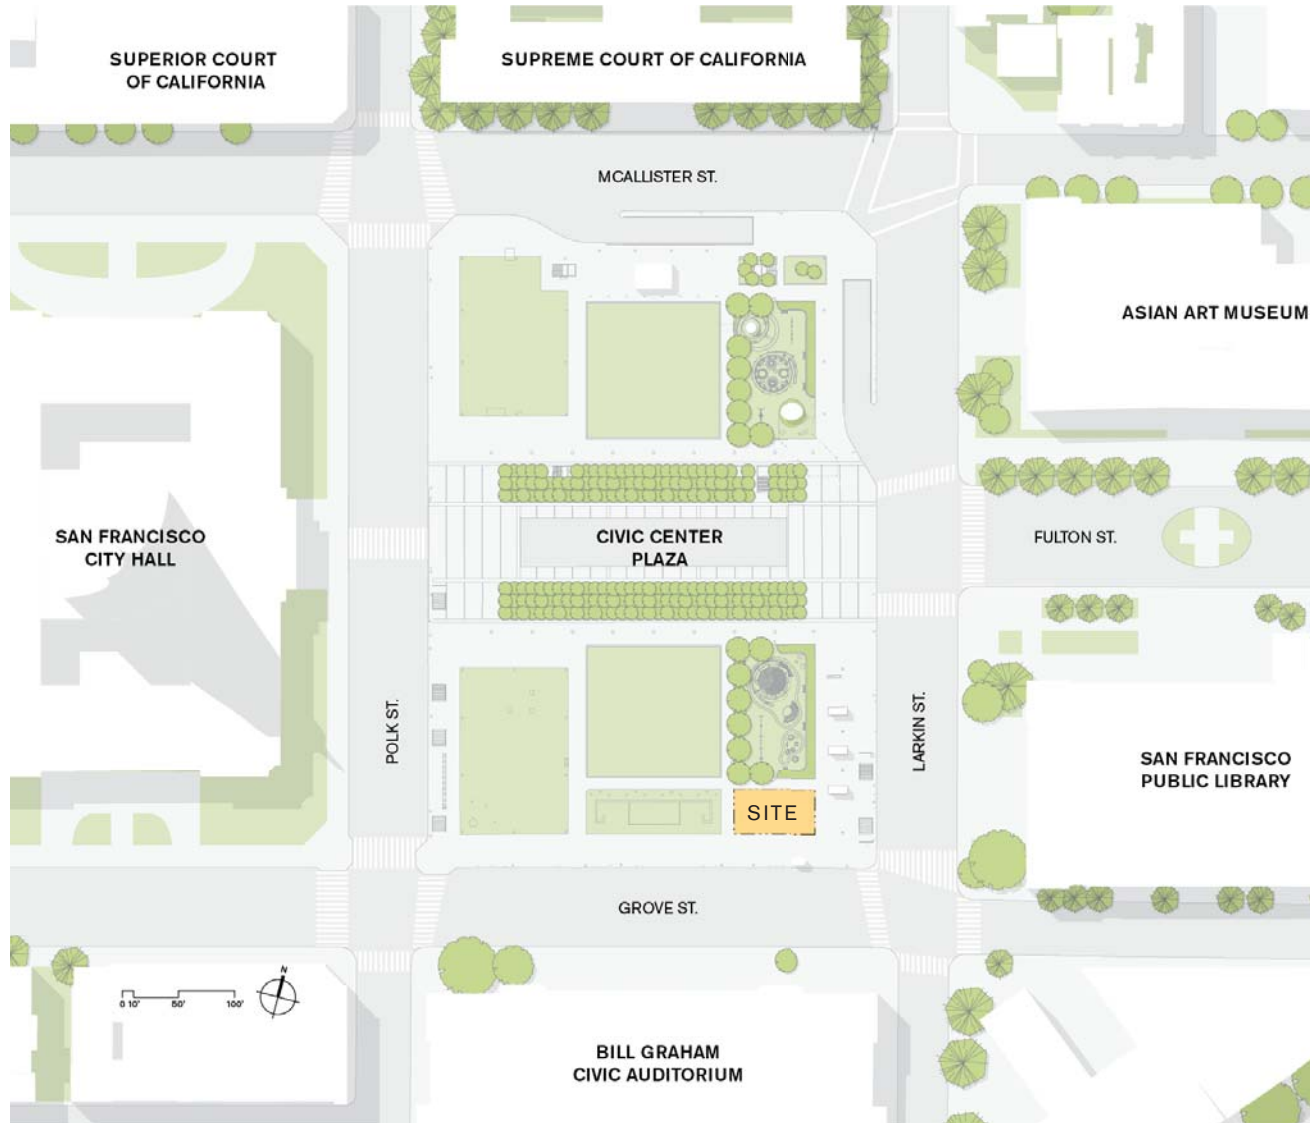 SUPERIOR COURT
OF CALIFORNIA
SUPREME COURT OF CALIFORNIA
MCALLISTER ST.
ASIAN ART MUSEUM
SAN FRANCISCO
CITY HALL
CIVIC CENTER
PLAZA
FULTON ST.
POLK ST.
LARKIN ST.
SAN FRANCISCO
PUBLIC LIBRARY
SITE
GROVE ST.
N
0 10' 50' 100'
BILL GRAHAM
CIVIC AUDITORIUM